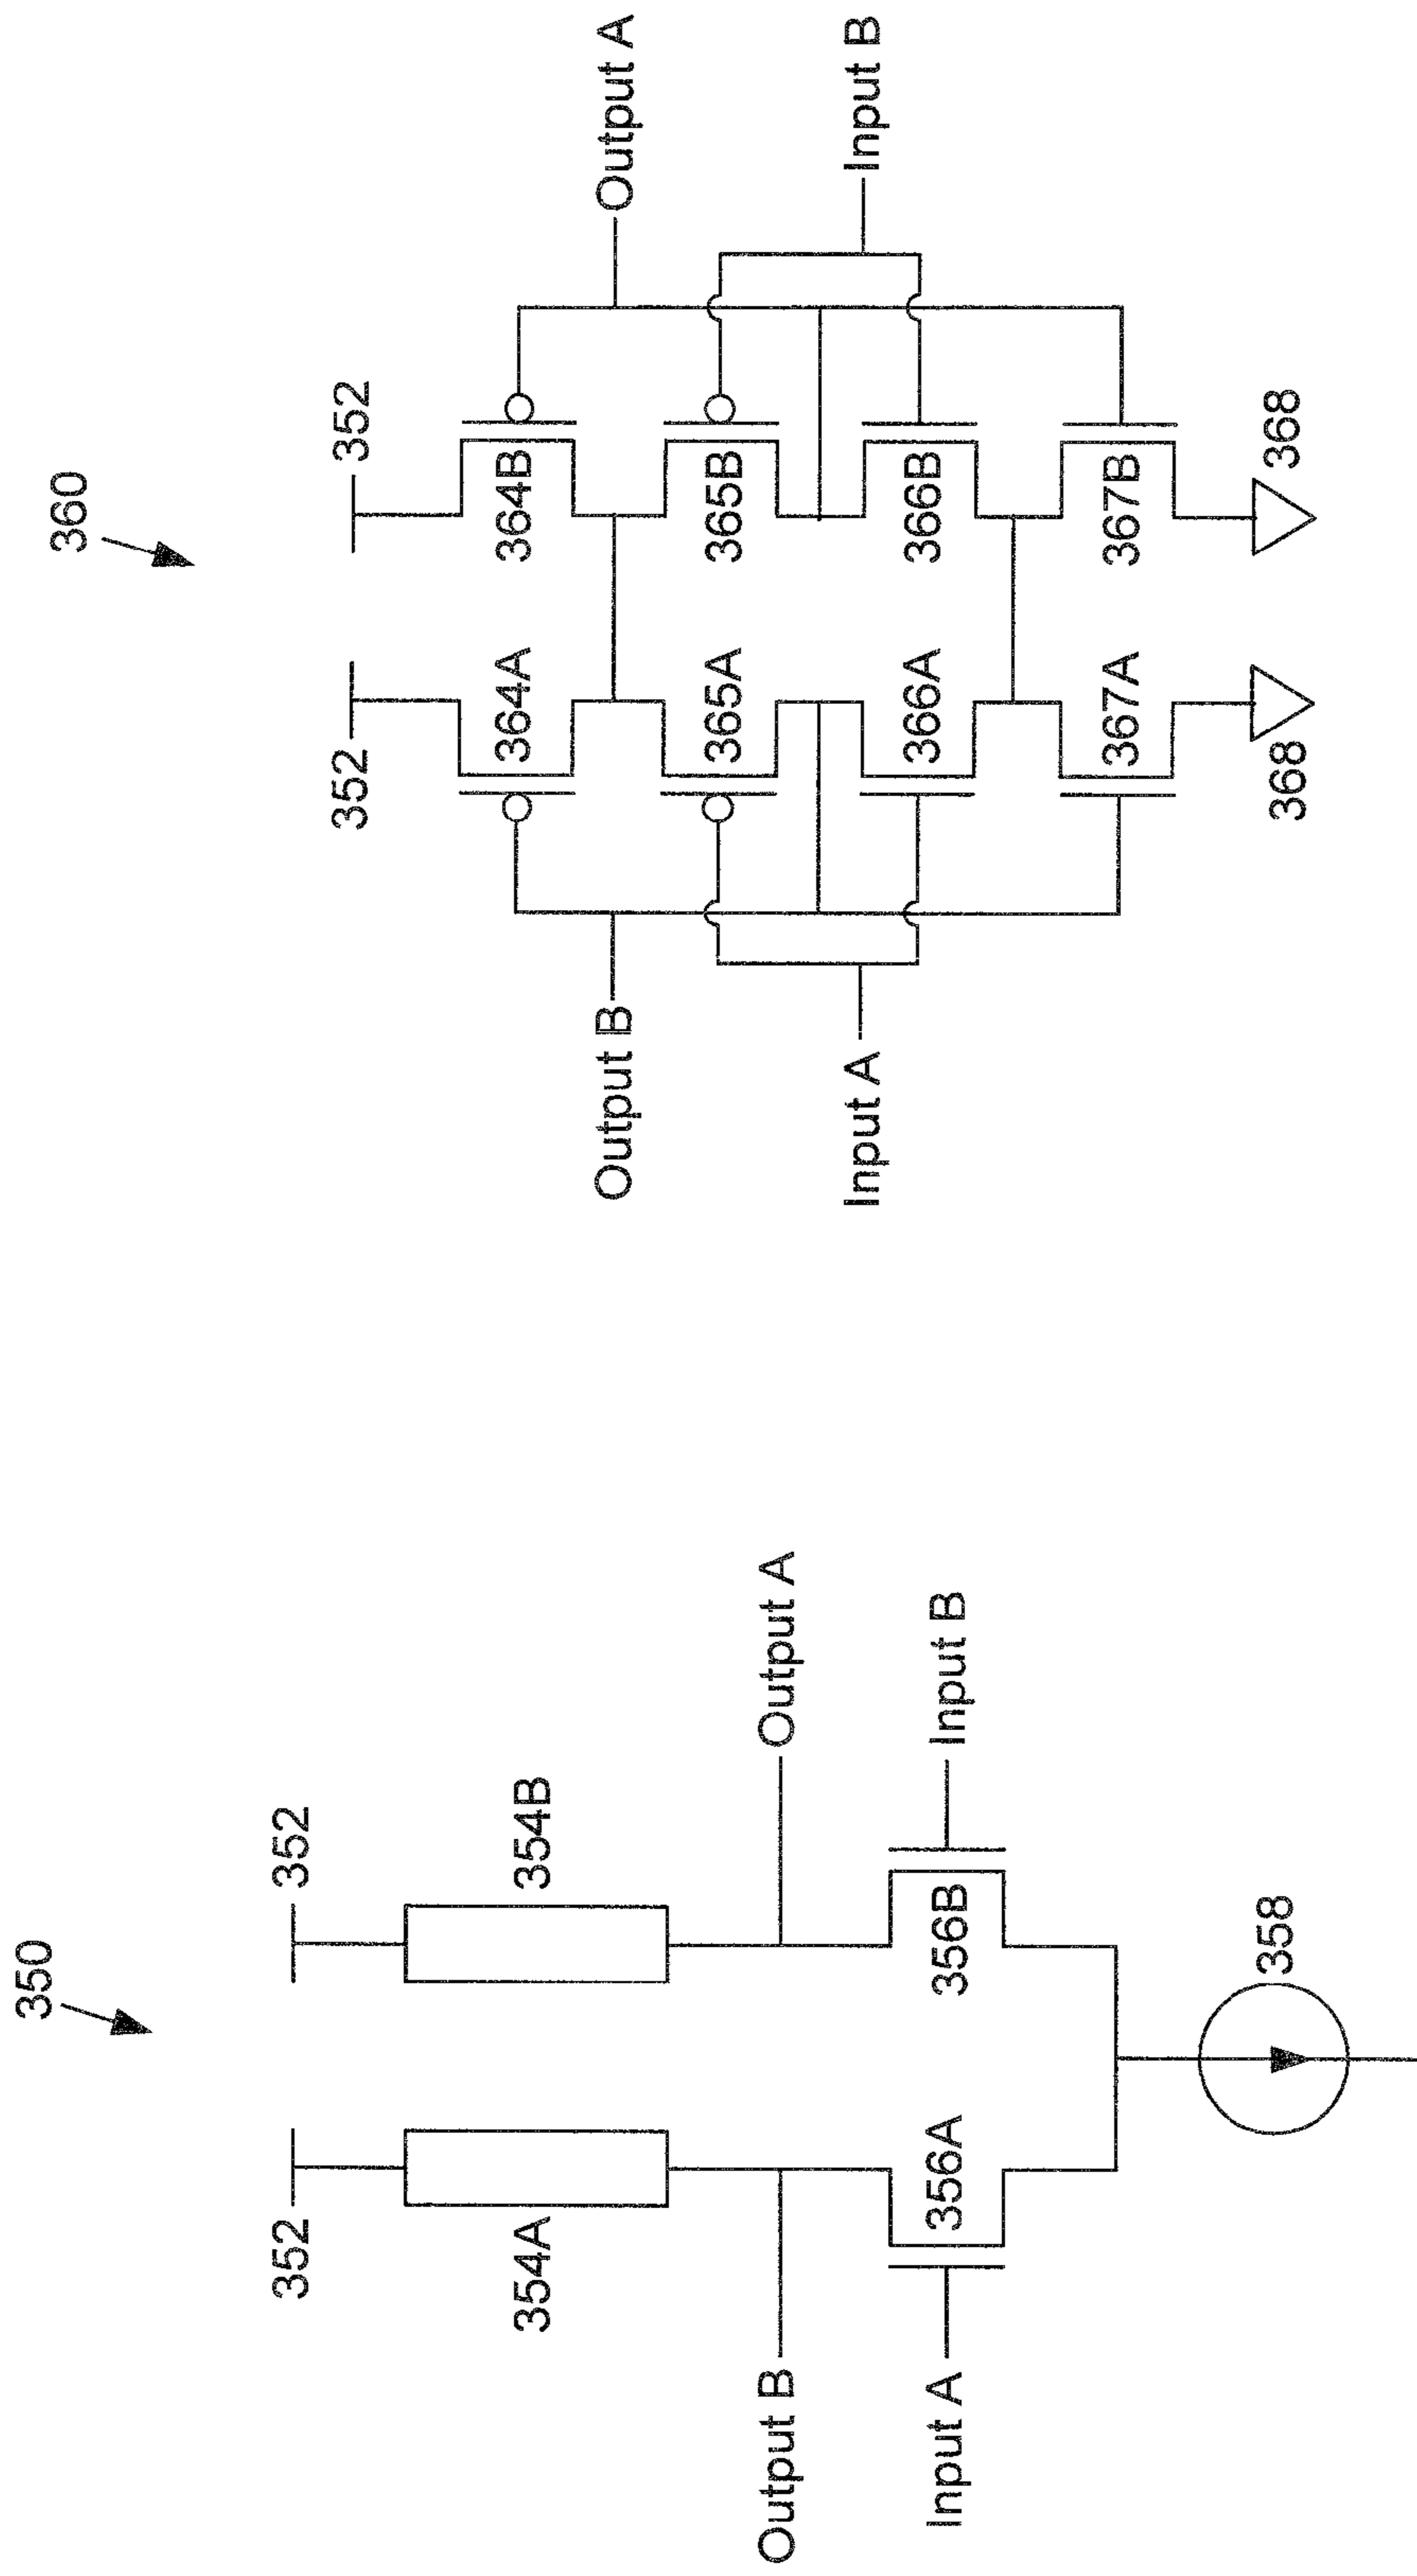 350
352
352
354A
354B
Output B
Output A
Input A
356A
356B
Input B
358
360
352
352
364A
364B
Output B
Output A
365A
365B
Input A
366A
366B
Input B
367A
367B
368
368